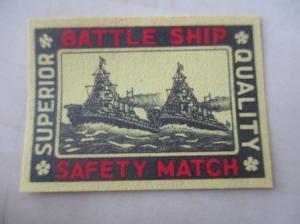 BATTLE SHIP
SUPERIOR
QUALITY
SAFETY MATCH